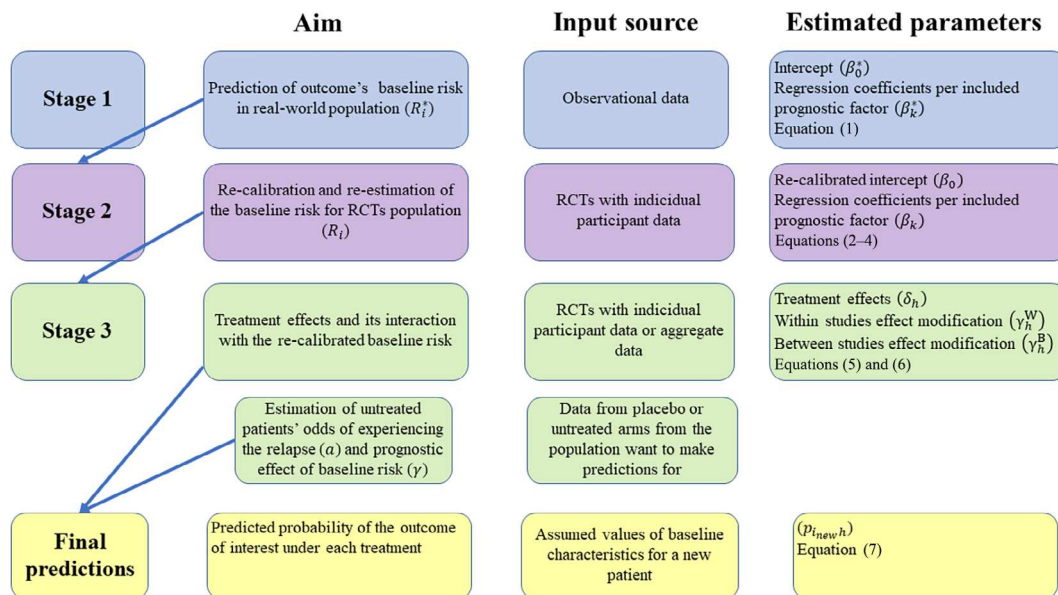 Aim
Input source
Estimated parameters
Stage 1
Prediction of outcome's baseline risk
in real-world population (R*i)
Observational data
Intercept (β*0)
Regression coefficients per included
prognostic factor (β*k)
Equation (1)
Stage 2
Re-calibration and re-estimation of
the baseline risk for RCTs population
(Ri)
RCTs with indicidual participant
data
Re-calibrated intercept (β0)
Regression coefficients per included
prognostic factor (βk)
Equations (2–4)
Stage 3
Treatment effects and its interaction
with the re-calibrated baseline risk
RCTs with indicidual
participant data or aggregate
data
Treatment effects (δh)
Within studies effect modification (γWh)
Between studies effect modification (γBh)
Equations (5) and (6)
Estimation of untreated
patients' odds of experiencing
the relapse (a) and prognostic
effect of baseline risk (γ)
Data from placebo or
untreated arms from the
population want to make
predictions for
Final
predictions
Predicted probability of the outcome
of interest under each treatment
Assumed values of baseline
characteristics for a new
patient
(pinewh)
Equation (7)